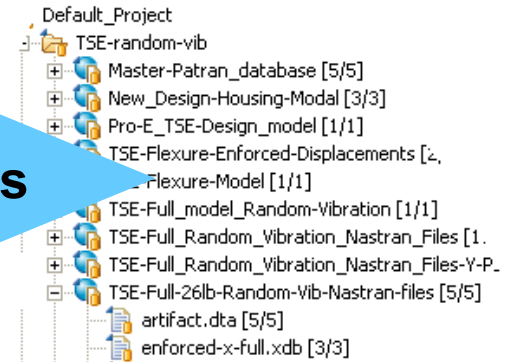 Default_Project
TSE-random-vib
Master-Patran_database [5/5]
New_Design-Housing-Modal [3/3]
Pro-E_TSE-Design_model [1/1]
TSE-Flexure-Enforced-Displacements [
s
Flexure-Model [1/1]
TSE-Full_model_Random-Vibration [1/1]
TSE-Full_Random_Vibration_Nastran_Files [1.
TSE-Full_Random_Vibration_Nastran_Files-Y-P_
TSE-Full-26lb-Random-Vib-Nastran-files [5/5]
artifact.dta [5/5]
enforced-x-full.xdb [3/3]